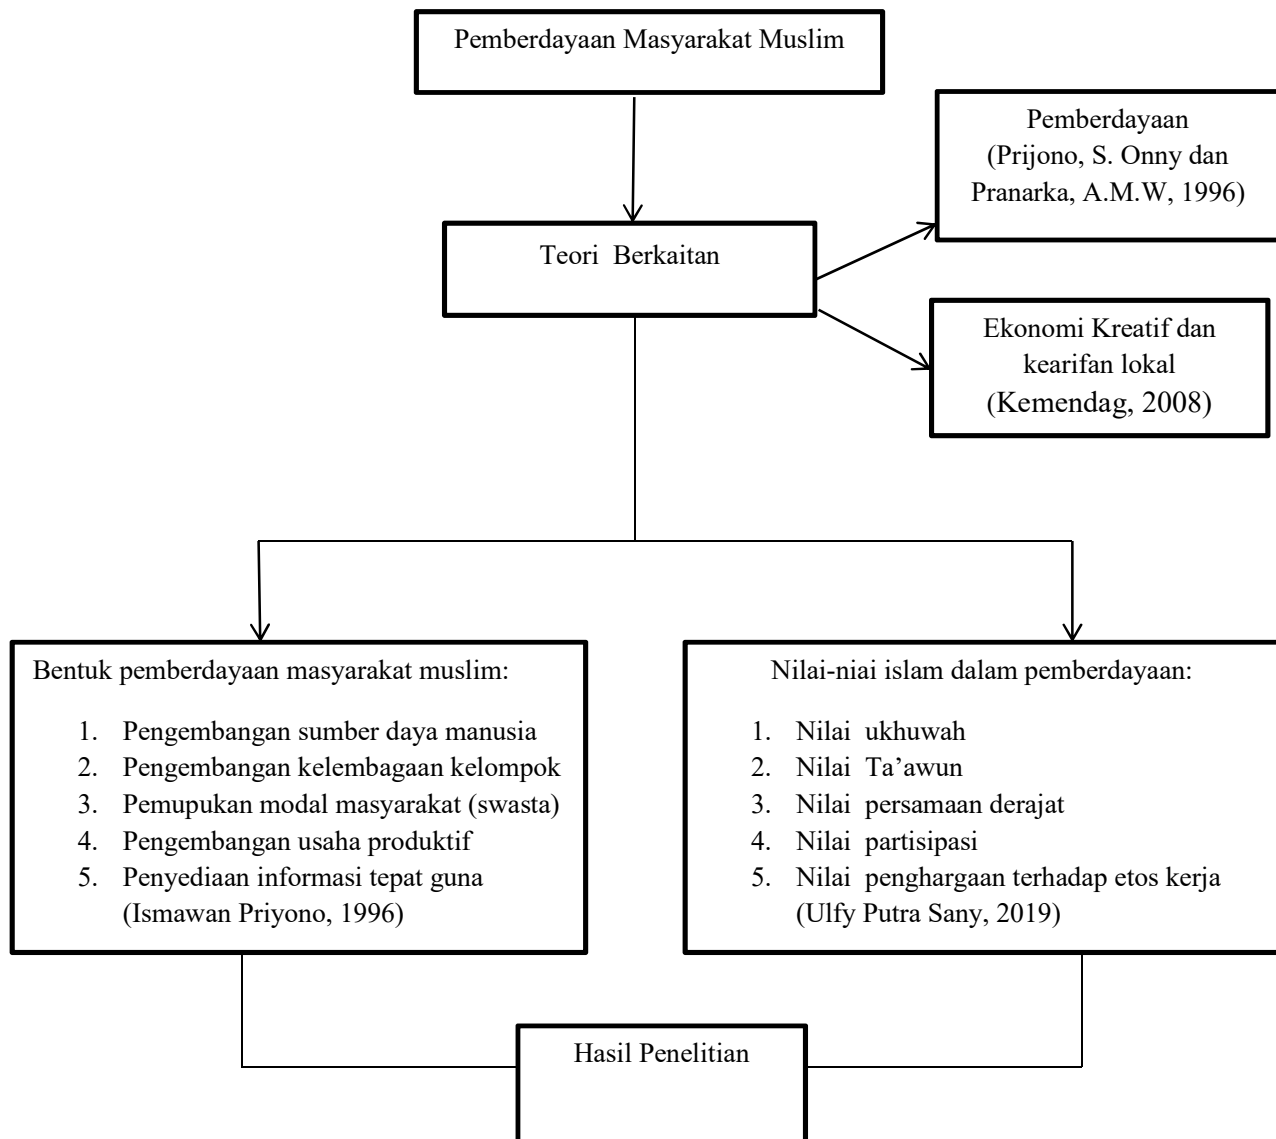 Pemberdayaan Masyarakat Muslim
Pemberdayaan
(Prijono, S. Onny dan
Pranarka, A.M.W, 1996)
Teori Berkaitan
Ekonomi Kreatif dan
kearifan lokal
(Kemendag, 2008)
Bentuk pemberdayaan masyarakat muslim:
1. Pengembangan sumber daya manusia
2. Pengembangan kelembagaan kelompok
3. Pemupukan modal masyarakat (swasta)
4. Pengembangan usaha produktif
5. Penyediaan informasi tepat guna
(Ismawan Priyono, 1996)
Nilai-niai islam dalam pemberdayaan:
1. Nilai ukhuwah
2. Nilai Ta’awun
3. Nilai persamaan derajat
4. Nilai partisipasi
5. Nilai penghargaan terhadap etos kerja
(Ulfy Putra Sany, 2019)
Hasil Penelitian